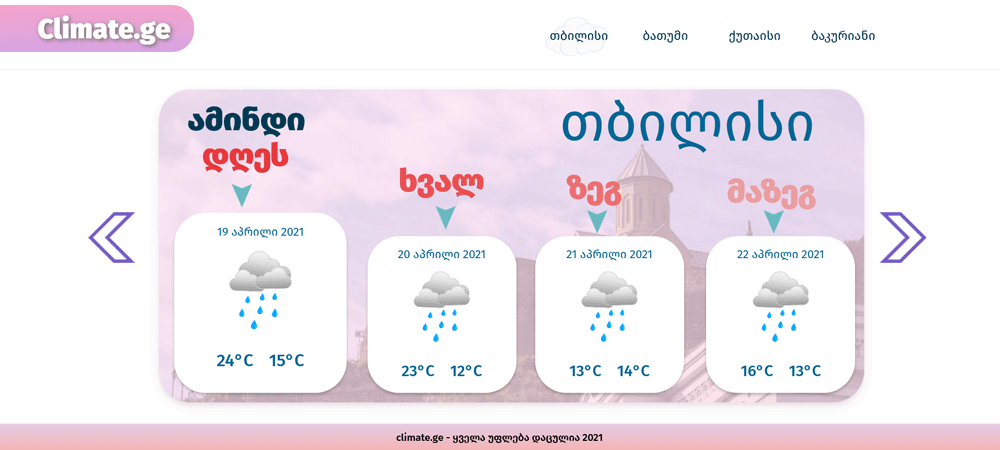 Climate.ge
თბილისი ბათუმი ქუთაისი ბაკურიანი
ამინდი
დღეს
თბილისი
ხვალ
ზეგ
მაზეგ
19 აპრილი 2021
24°C 15°C
20 აპრილი 2021
23°C 12°C
21 აპრილი 2021
13°C 14°C
22 აპრილი 2021
16°C 13°C
climate.ge - ყველა უფლება დაცულია 2021